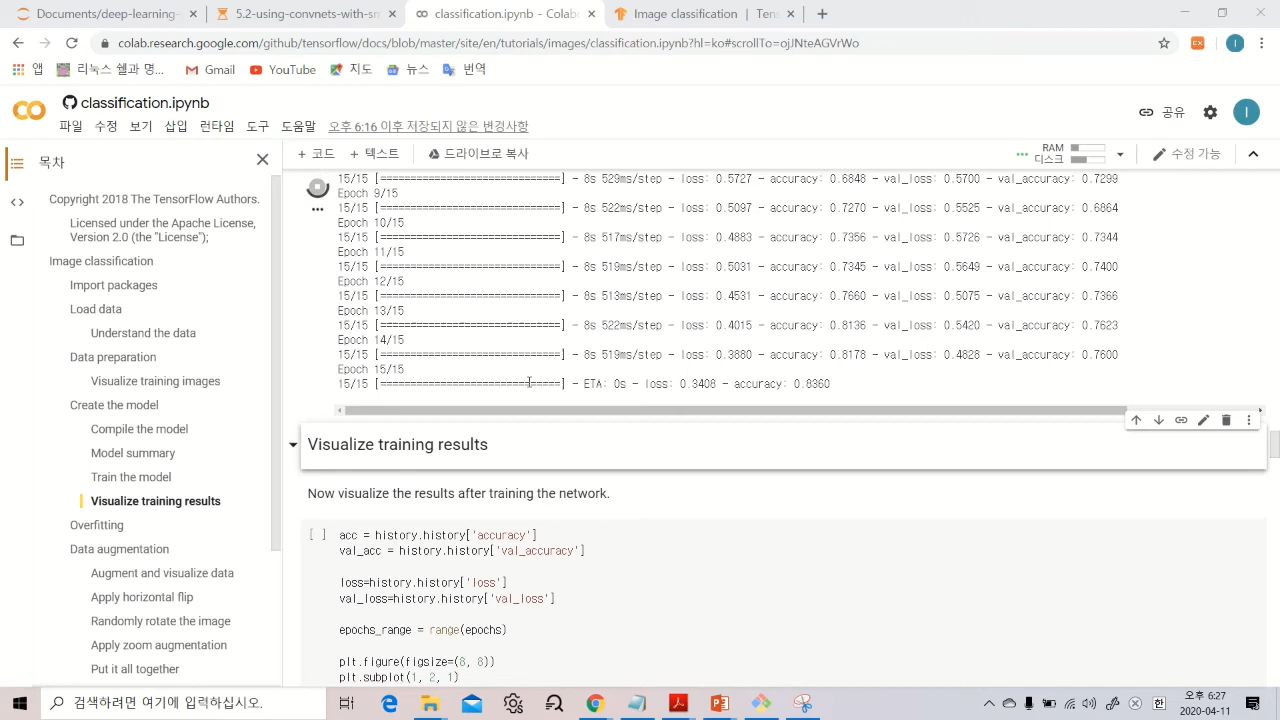 Documents/deep-learning-
5.2-using-convnets-with-sm
classification.ipynb - Colabo
Image classification | Tens
colab.research.google.com/github/tensorflow/docs/blob/master/site/en/tutorials/images/classification.ipynb?hl=ko#scrollTo=ojJNteAGVrWo
앱
리눅스 쉘과 명...
Gmail
YouTube
지도
뉴스
번역
classification.ipynb
파일 수정 보기 삽입 런타임 도구 도움말 오후 6:16 이후 저장되지 않은 변경사항
공유
I
목차
+ 코드 + 텍스트
드라이브로 복사
RAM
디스크
수정 가능
Copyright 2018 The TensorFlow Authors.
Licensed under the Apache License,
Version 2.0 (the "License");
Image classification
Import packages
Load data
Understand the data
Data preparation
Visualize training images
Create the model
Compile the model
Model summary
Train the model
Visualize training results
Overfitting
Data augmentation
Augment and visualize data
Apply horizontal flip
Randomly rotate the image
Apply zoom augmentation
Put it all together
15/15 [==============================] - 8s 529ms/step - loss: 0.5727 - accuracy: 0.6848 - val_loss: 0.5700 - val_accuracy: 0.7299
Epoch 9/15
15/15 [==============================] - 8s 522ms/step - loss: 0.5097 - accuracy: 0.7270 - val_loss: 0.5525 - val_accuracy: 0.6864
Epoch 10/15
15/15 [==============================] - 8s 517ms/step - loss: 0.4883 - accuracy: 0.7356 - val_loss: 0.5726 - val_accuracy: 0.7344
Epoch 11/15
15/15 [==============================] - 8s 519ms/step - loss: 0.5031 - accuracy: 0.7345 - val_loss: 0.5649 - val_accuracy: 0.7400
Epoch 12/15
15/15 [==============================] - 8s 513ms/step - loss: 0.4531 - accuracy: 0.7660 - val_loss: 0.5075 - val_accuracy: 0.7366
Epoch 13/15
15/15 [==============================] - 8s 522ms/step - loss: 0.4015 - accuracy: 0.8136 - val_loss: 0.5420 - val_accuracy: 0.7623
Epoch 14/15
15/15 [==============================] - 8s 519ms/step - loss: 0.3880 - accuracy: 0.8178 - val_loss: 0.4828 - val_accuracy: 0.7600
Epoch 15/15
15/15 [==============================] - ETA: 0s - loss: 0.3408 - accuracy: 0.8360
Visualize training results
Now visualize the results after training the network.
[ ] acc = history.history['accuracy']
val_acc = history.history['val_accuracy']
loss=history.history['loss']
val_loss=history.history['val_loss']
epochs_range = range(epochs)
plt.figure(figsize=(8, 8))
plt.subplot(1, 2, 1)
검색하려면 여기에 입력하십시오.
한
오후 6:27
2020-04-11